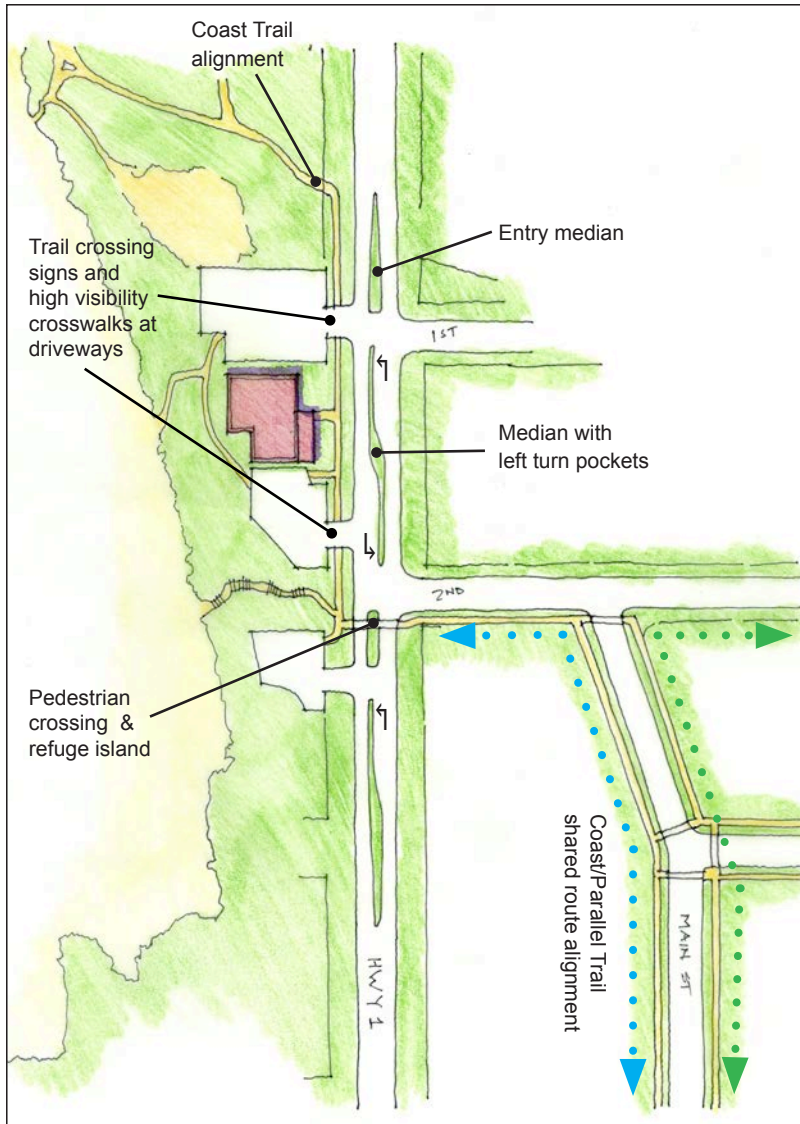 Coast Trail
alignment
Entry median
Trail crossing
signs and
high visibility
crosswalks at
driveways
1ST
Median with
left turn pockets
2ND
Pedestrian
crossing &
refuge island
Coast/Parallel Trail
shared route alignment
MAIN ST
HWY 1